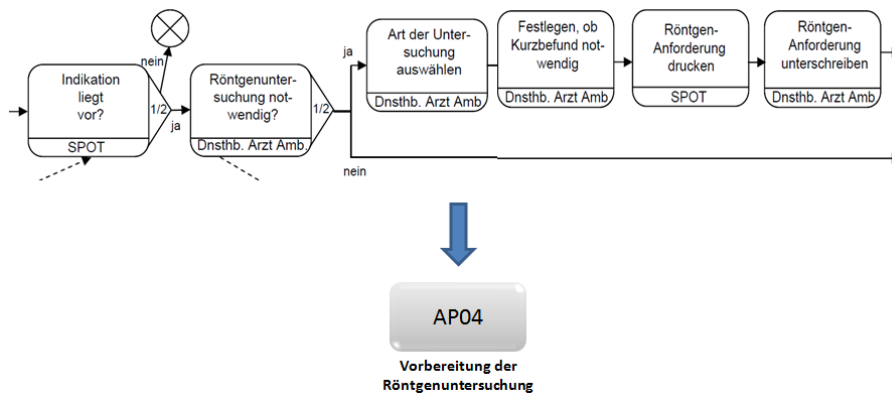 nein
Indikation
liegt
vor?
SPOT
1/2
ja
Röntgenunter-
suchung not-
wendig?
Dnsthb. Arzt Amb.
1/2
ja
nein
Art der Unter-
suchung
auswählen
Dnsthb. Arzt Amb
Festlegen, ob
Kurzbefund not-
wendig
Dnsthb. Arzt Amb.
Röntgen-
Anforderung
drucken
SPOT
Röntgen-
Anforderung
unterschreiben
Dnsthb. Arzt Amb.
AP04
Vorbereitung der
Röntgenuntersuchung